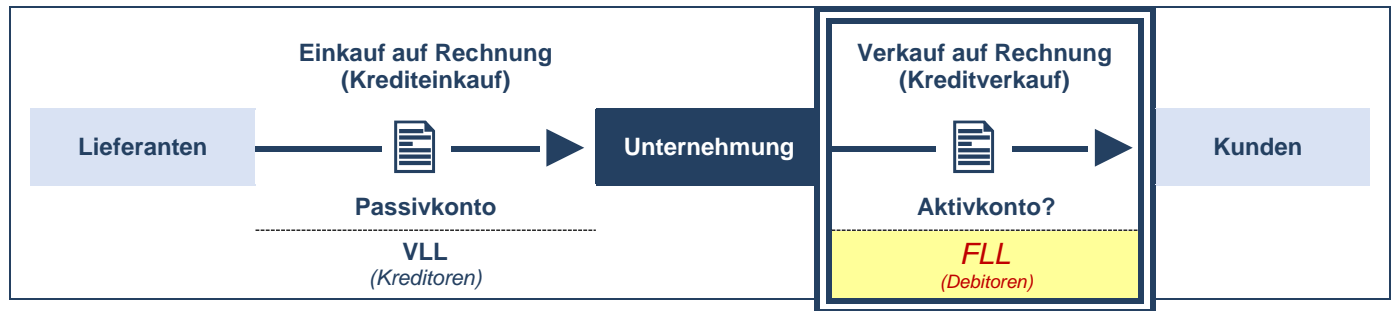 Einkauf auf Rechnung
(Krediteinkauf)
Verkauf auf Rechnung
(Kreditverkauf)
Lieferanten
Unternehmung
Kunden
Passivkonto
Aktivkonto?
VLL
(Kreditoren)
FLL
(Debitoren)